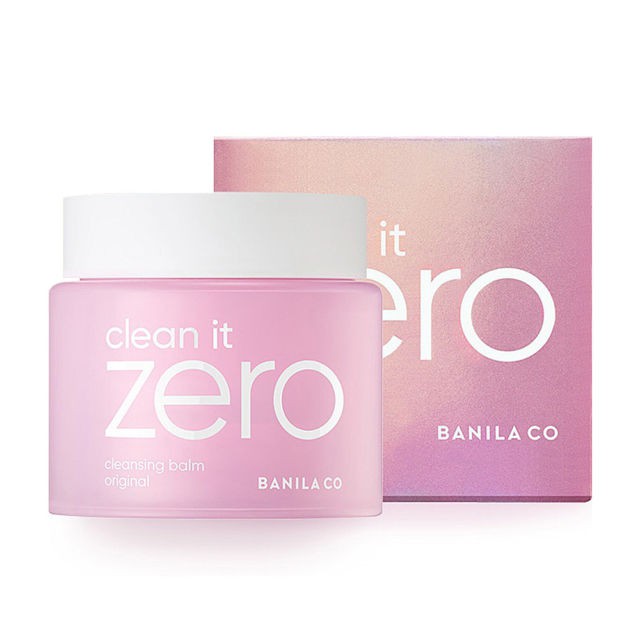 clean it
zero
cleansing balm
original
BANILA CO
it
ero
BANILA CO